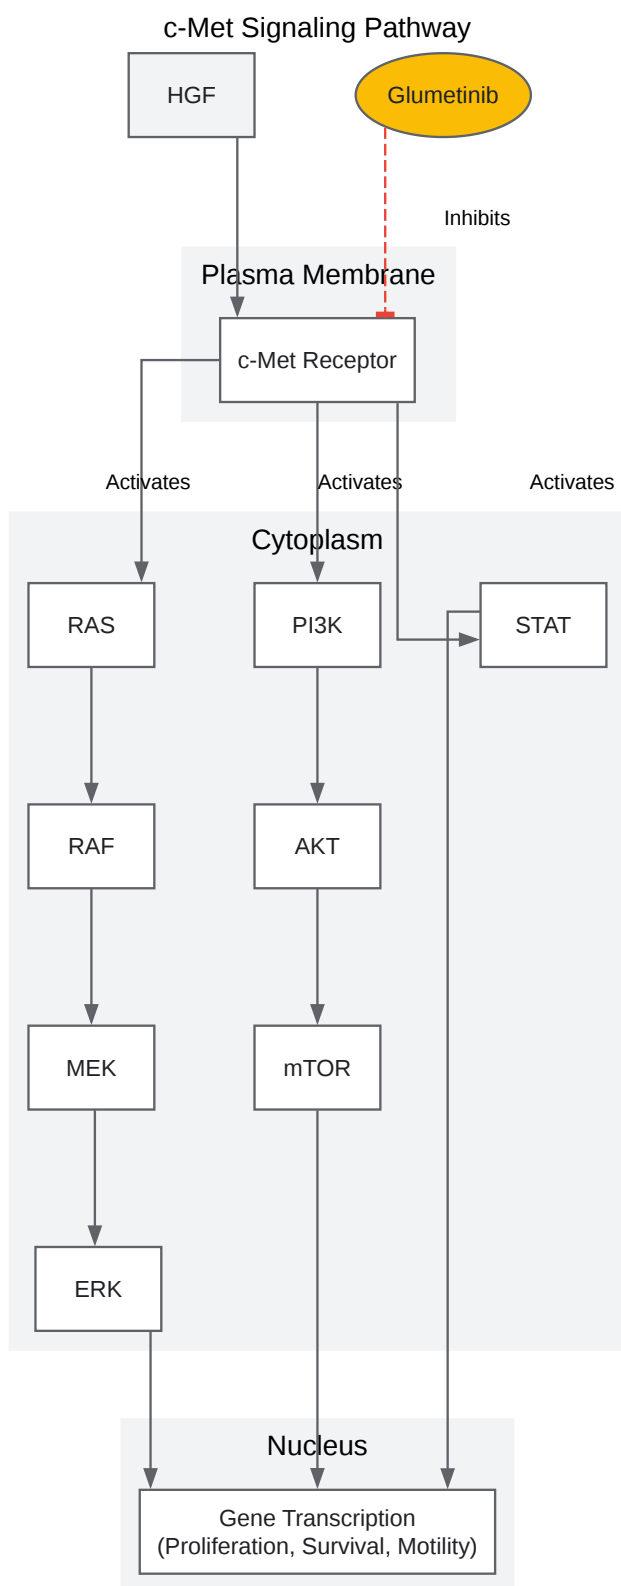 c-Met Signaling Pathway
HGF
Glumetinib
Inhibits
Plasma Membrane
c-Met Receptor
Activates
Activates
Activates
Cytoplasm
RAS
PI3K
STAT
RAF
AKT
MEK
mTOR
ERK
Nucleus
Gene Transcription
(Proliferation, Survival, Motility)